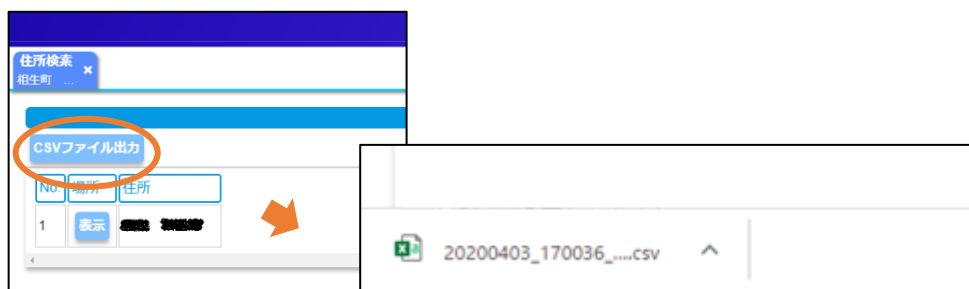 住所検索 ×
相生町 ...
CSVファイル出力
No. 場所 住所
1 表示
20200403_170036_....csv